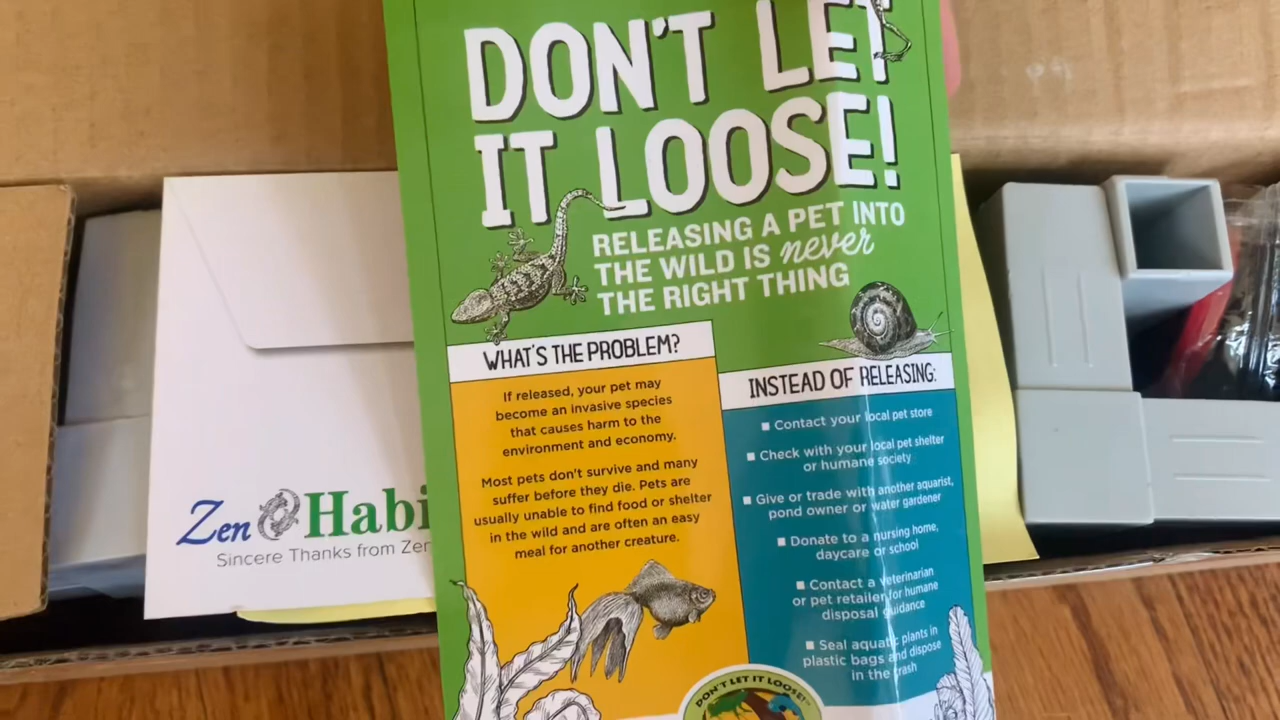 DON'T LET
IT LOOSE!
RELEASING A PET INTO
THE WILD IS never
THE RIGHT THING
WHAT'S THE PROBLEM?
If released, your pet may
become an invasive species
that causes harm to the
environment and economy.
Most pets don't survive and many
suffer before they die. Pets are
usually unable to find food or shelter
in the wild and are often an easy
meal for another creature.
INSTEAD OF RELEASING:
■ Contact your local pet store
■ Check with your local pet shelter
or humane society
■ Give or trade with another aquarist,
pond owner or water gardener
■ Donate to a nursing home,
daycare or school
■ Contact a veterinarian
or pet retailer for humane
disposal guidance
■ Seal aquatic plants in
plastic bags and dispose
in the trash
DON'T LET IT LOOSE!
Zen Habi
Sincere Thanks from Zen